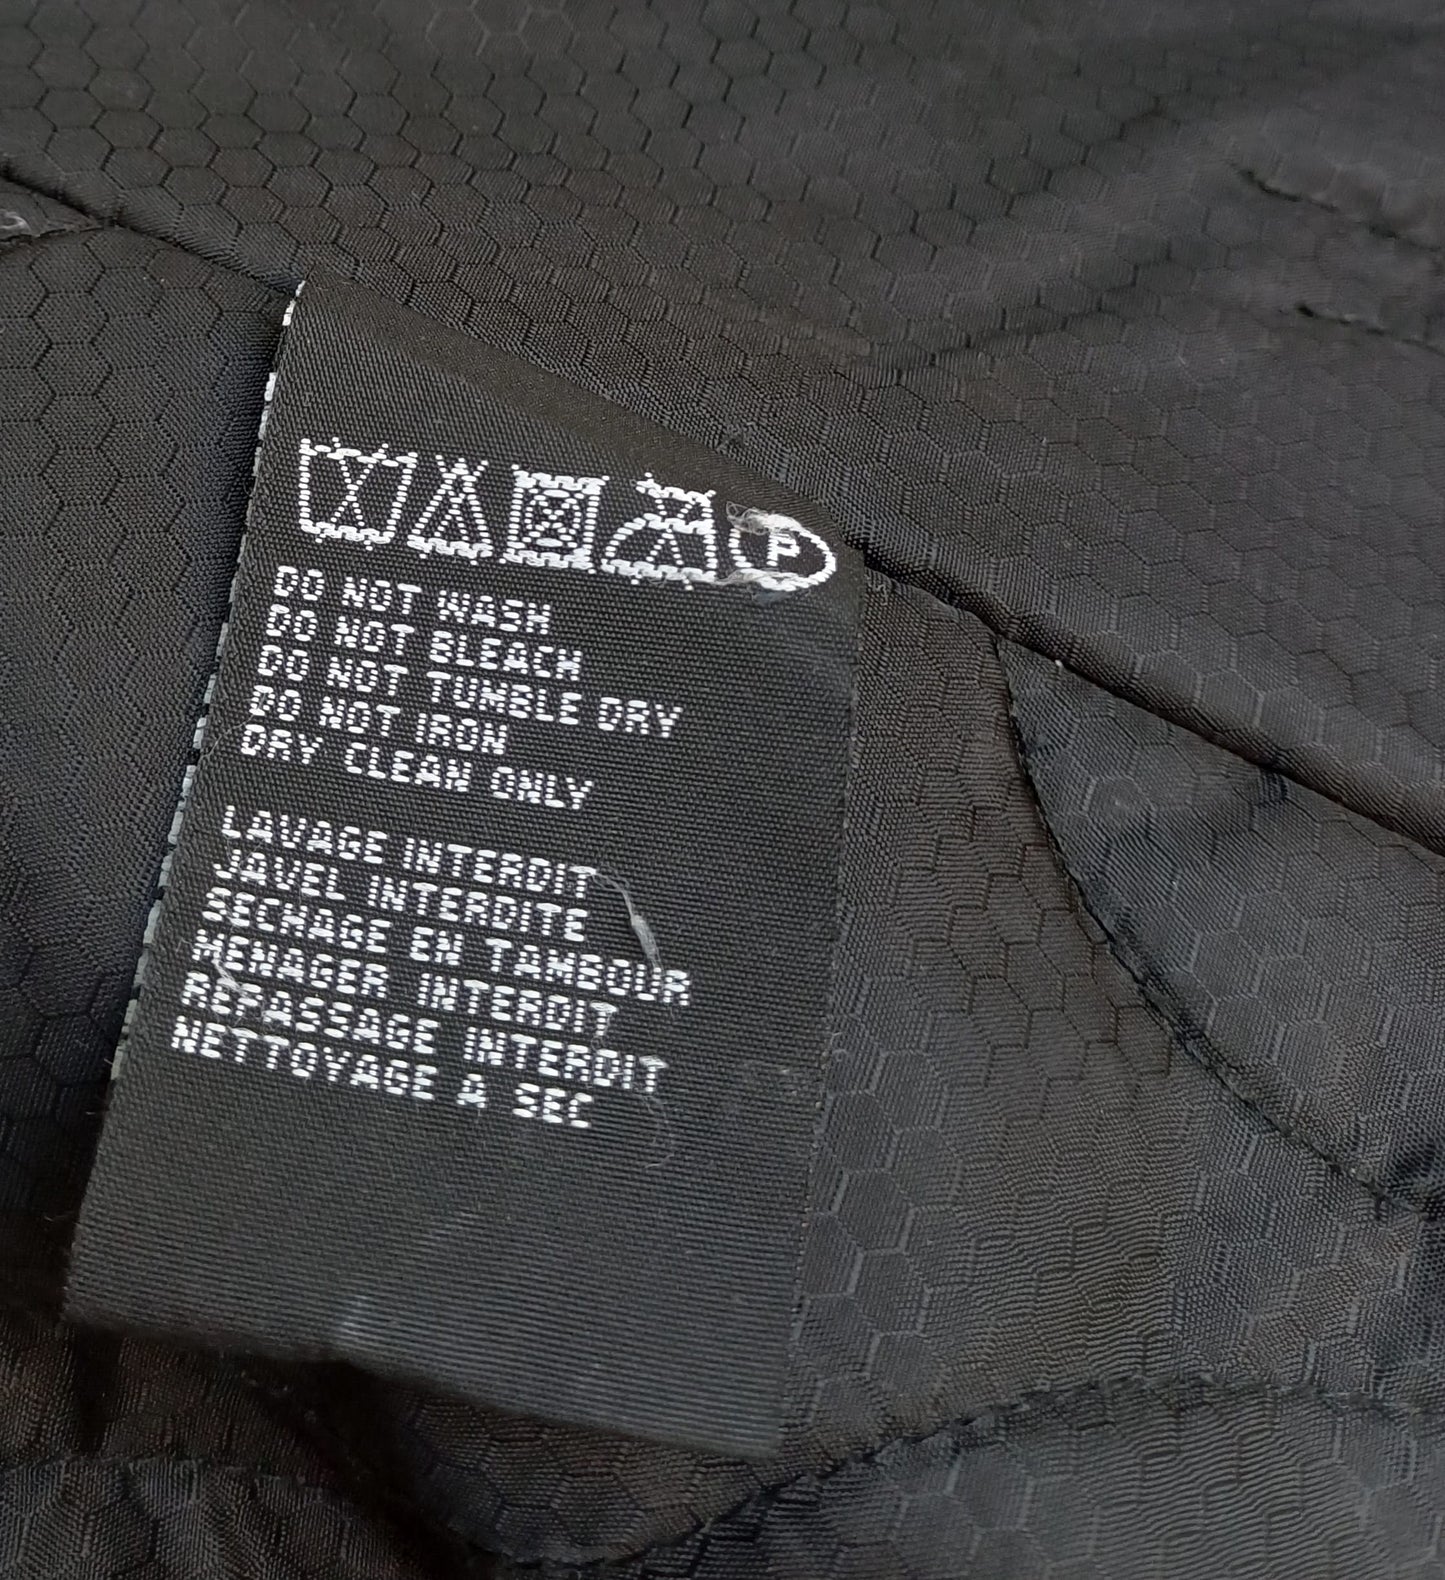 P
DO NOT WASH
DO NOT BLEACH
DO NOT TUMBLE DRY
DO NOT IRON
DRY CLEAN ONLY
LAVAGE INTERDIT
JAVEL INTERDITE
SECHAGE EN TAMBOUR
MENAGER INTERDIT
REPASSAGE INTERDIT
NETTOYAGE A SEC